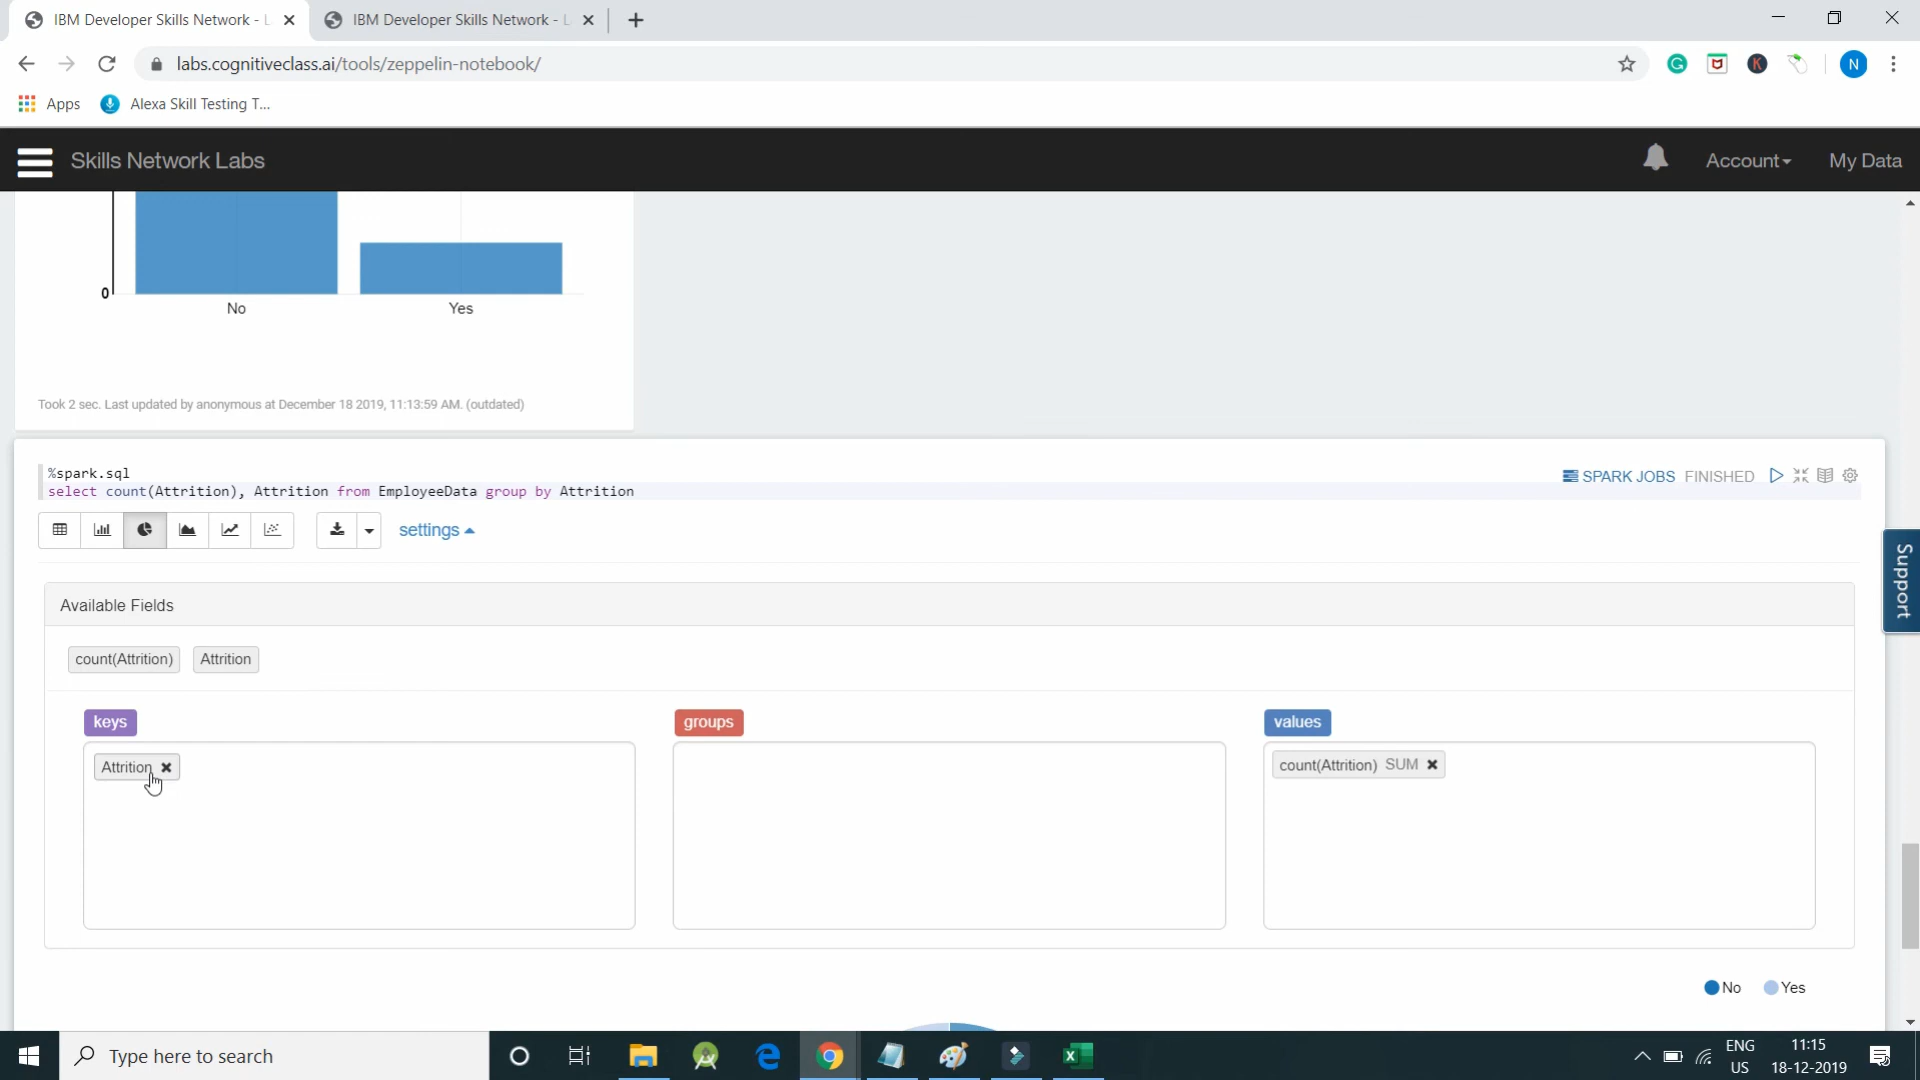 IBM Developer Skills Network - L
IBM Developer Skills Network - L
labs.cognitiveclass.ai/tools/zeppelin-notebook/
N
Apps
Alexa Skill Testing T...
Skills Network Labs
Account
My Data
0
No
Yes
Took 2 sec. Last updated by anonymous at December 18 2019, 11:13:59 AM. (outdated)
%spark.sql
select count(Attrition), Attrition from EmployeeData group by Attrition
SPARK JOBS FINISHED
settings
Support
Available Fields
count(Attrition) Attrition
keys
groups
values
Attrition
count(Attrition) SUM
No
Yes
Type here to search
ENG
US
11:15
18-12-2019